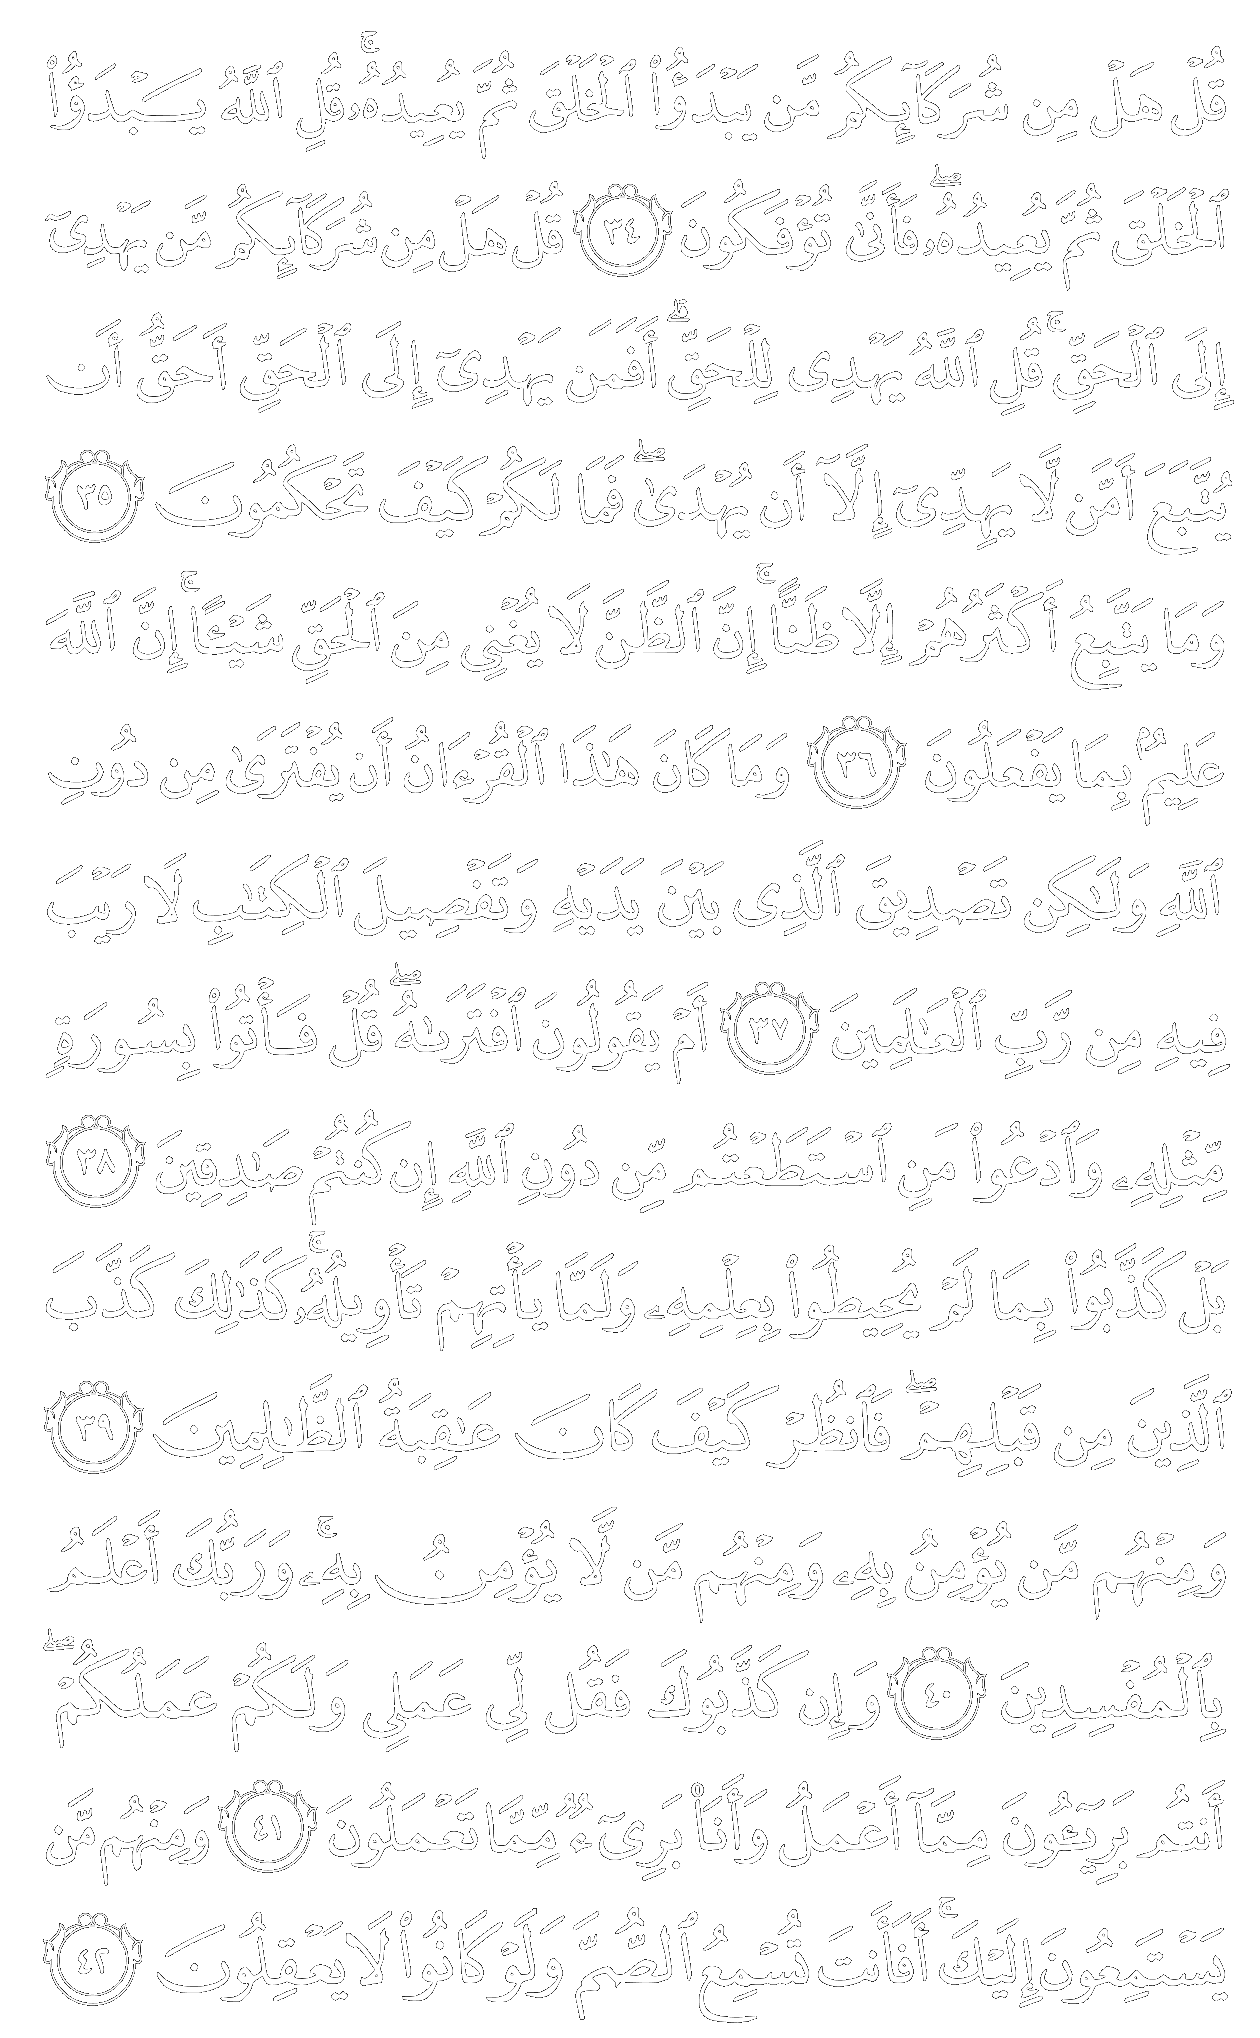 قُلْ هَلْ مِن شُرَكَآئِكُم مَّن يَبْدَؤُا۟ ٱلْخَلْقَ ثُمَّ يُعِيدُهُۥ ۚ قُلِ ٱللَّهُ يَبْدَؤُا۟
ٱلْخَلْقَ ثُمَّ يُعِيدُهُۥ ۖ فَأَنَّىٰ تُؤْفَكُونَ ٣٤ قُلْ هَلْ مِن شُرَكَآئِكُم مَّن يَهْدِىٓ
إِلَى ٱلْحَقِّ ۚ قُلِ ٱللَّهُ يَهْدِى لِلْحَقِّ ۗ أَفَمَن يَهْدِىٓ إِلَى ٱلْحَقِّ أَحَقُّ أَن
يُتَّبَعَ أَمَّن لَّا يَهِدِّىٓ إِلَّآ أَن يُهْدَىٰ ۖ فَمَا لَكُمْ كَيْفَ تَحْكُمُونَ ٣٥
وَمَا يَتَّبِعُ أَكْثَرُهُمْ إِلَّا ظَنًّا ۚ إِنَّ ٱلظَّنَّ لَا يُغْنِى مِنَ ٱلْحَقِّ شَيْـًٔا ۚ إِنَّ ٱللَّهَ
عَلِيمٌۢ بِمَا يَفْعَلُونَ ٣٦ وَمَا كَانَ هَـٰذَا ٱلْقُرْءَانُ أَن يُفْتَرَىٰ مِن دُونِ
ٱللَّهِ وَلَـٰكِن تَصْدِيقَ ٱلَّذِى بَيْنَ يَدَيْهِ وَتَفْصِيلَ ٱلْكِتَـٰبِ لَا رَيْبَ
فِيهِ مِن رَّبِّ ٱلْعَـٰلَمِينَ ٣٧ أَمْ يَقُولُونَ ٱفْتَرَىٰهُ ۖ قُلْ فَأْتُوا۟ بِسُورَةٍ
مِّثْلِهِۦ وَٱدْعُوا۟ مَنِ ٱسْتَطَعْتُم مِّن دُونِ ٱللَّهِ إِن كُنتُمْ صَـٰدِقِينَ ٣٨
بَلْ كَذَّبُوا۟ بِمَا لَمْ يُحِيطُوا۟ بِعِلْمِهِۦ وَلَمَّا يَأْتِهِمْ تَأْوِيلُهُۥ ۚ كَذَٰلِكَ كَذَّبَ
ٱلَّذِينَ مِن قَبْلِهِمْ ۖ فَٱنظُرْ كَيْفَ كَانَ عَـٰقِبَةُ ٱلظَّـٰلِمِينَ ٣٩
وَمِنْهُم مَّن يُؤْمِنُ بِهِۦ وَمِنْهُم مَّن لَّا يُؤْمِنُ بِهِۦ ۚ وَرَبُّكَ أَعْلَمُ
بِٱلْمُفْسِدِينَ ٤٠ وَإِن كَذَّبُوكَ فَقُل لِّى عَمَلِى وَلَكُمْ عَمَلُكُمْ ۖ
أَنتُم بَرِيٓـُٔونَ مِمَّآ أَعْمَلُ وَأَنَا۠ بَرِىٓءٌ مِّمَّا تَعْمَلُونَ ٤١ وَمِنْهُم مَّن
يَسْتَمِعُونَ إِلَيْكَ ۚ أَفَأَنتَ تُسْمِعُ ٱلصُّمَّ وَلَوْ كَانُوا۟ لَا يَعْقِلُونَ ٤٢